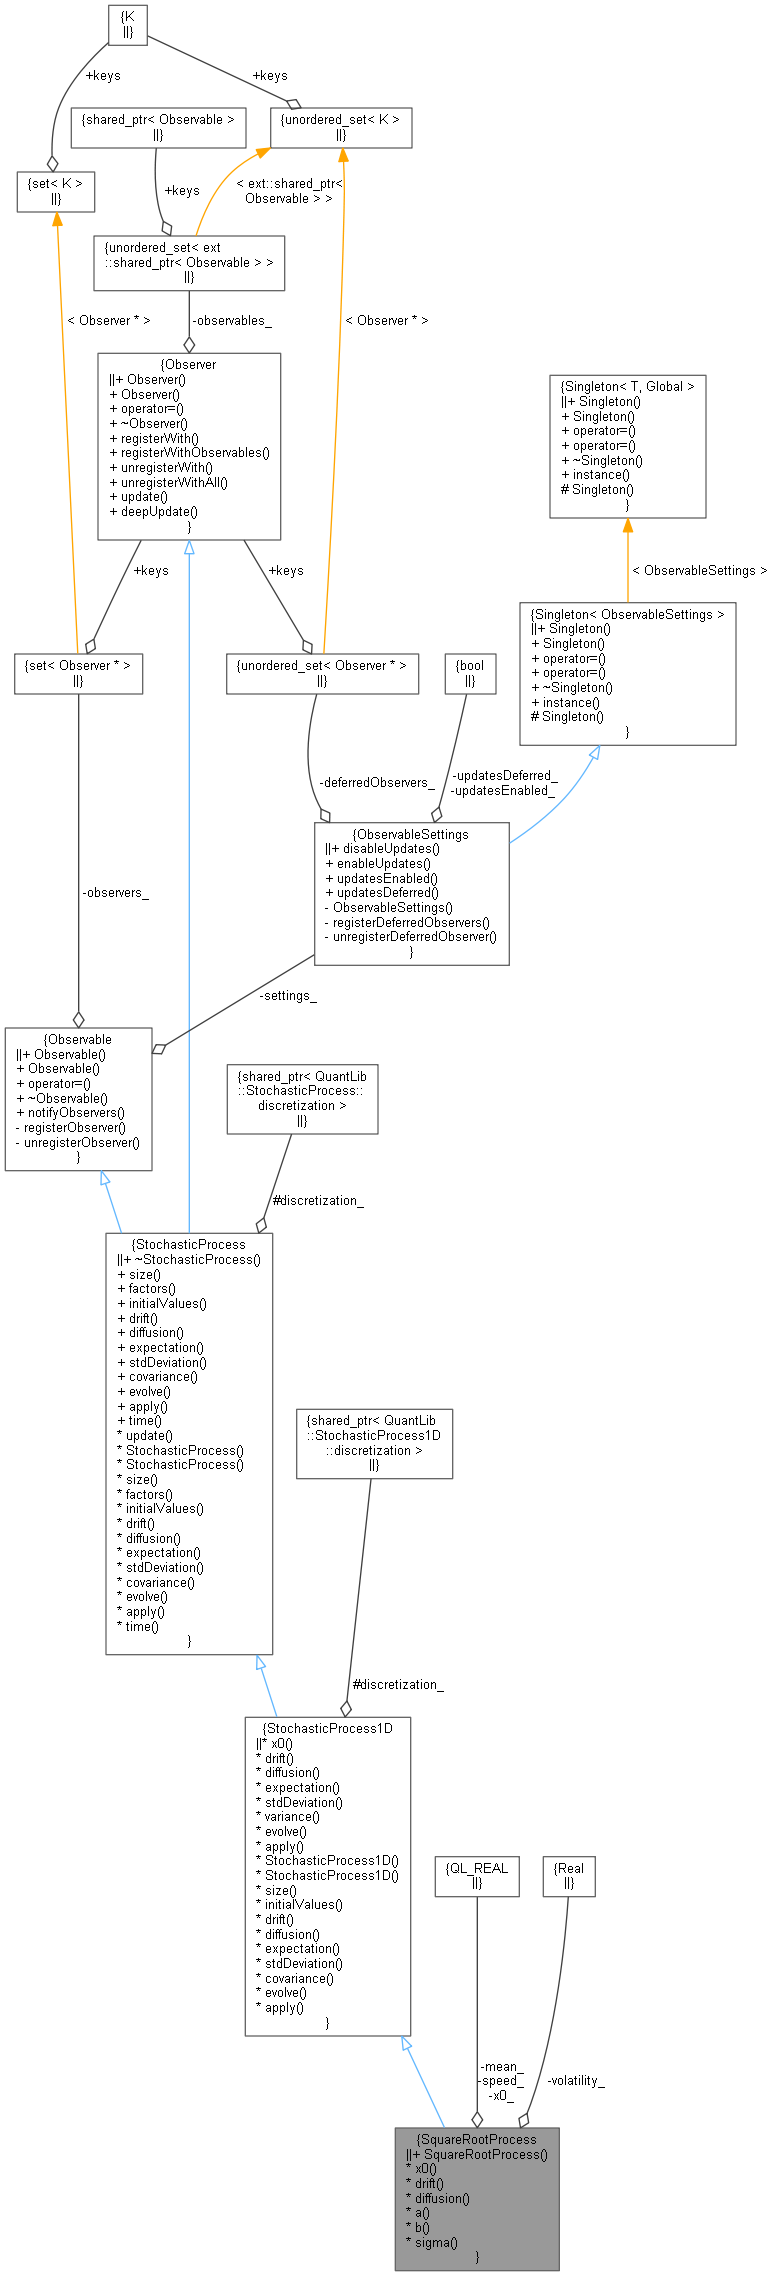 {K
||}
+keys
+keys
{shared_ptr< Observable >
||}
{unordered_set< K >
||}
{set< K >
||}
+keys
< ext::shared_ptr<
Observable > >
{unordered_set< ext
::shared_ptr< Observable > >
||}
< Observer * >
-observables_
< Observer * >
{Observer
||+ Observer()
+ Observer()
+ operator=()
+ ~Observer()
+ registerWith()
+ registerWithObservables()
+ unregisterWith()
+ unregisterWithAll()
+ update()
+ deepUpdate()
}
{Singleton< T, Global >
||+ Singleton()
+ Singleton()
+ operator=()
+ operator=()
+ ~Singleton()
+ instance()
# Singleton()
}
+keys
+keys
< ObservableSettings >
{set< Observer * >
||}
{unordered_set< Observer * >
||}
{bool
||}
{Singleton< ObservableSettings >
||+ Singleton()
+ Singleton()
+ operator=()
+ operator=()
+ ~Singleton()
+ instance()
# Singleton()
}
-deferredObservers_
-updatesDeferred_
-updatesEnabled_
{ObservableSettings
||+ disableUpdates()
+ enableUpdates()
+ updatesEnabled()
+ updatesDeferred()
- ObservableSettings()
- registerDeferredObservers()
- unregisterDeferredObserver()
}
-observers_
-settings_
{Observable
||+ Observable()
+ Observable()
+ operator=()
+ ~Observable()
+ notifyObservers()
- registerObserver()
- unregisterObserver()
}
{shared_ptr< QuantLib
::StochasticProcess::
discretization >
||}
#discretization_
{StochasticProcess
||+ ~StochasticProcess()
+ size()
+ factors()
+ initialValues()
+ drift()
+ diffusion()
+ expectation()
+ stdDeviation()
+ covariance()
+ evolve()
+ apply()
+ time()
* update()
* StochasticProcess()
* StochasticProcess()
* size()
* factors()
* initialValues()
* drift()
* diffusion()
* expectation()
* stdDeviation()
* covariance()
* evolve()
* apply()
* time()
}
{shared_ptr< QuantLib
::StochasticProcess1D
::discretization >
||}
#discretization_
{StochasticProcess1D
||* x0()
* drift()
* diffusion()
* expectation()
* stdDeviation()
* variance()
* evolve()
* apply()
* StochasticProcess1D()
* StochasticProcess1D()
* size()
* initialValues()
* drift()
* diffusion()
* expectation()
* stdDeviation()
* covariance()
* evolve()
* apply()
}
{QL_REAL
||}
{Real
||}
-mean_
-speed_
-x0_
-volatility_
{SquareRootProcess
||+ SquareRootProcess()
* x0()
* drift()
* diffusion()
* a()
* b()
* sigma()
}